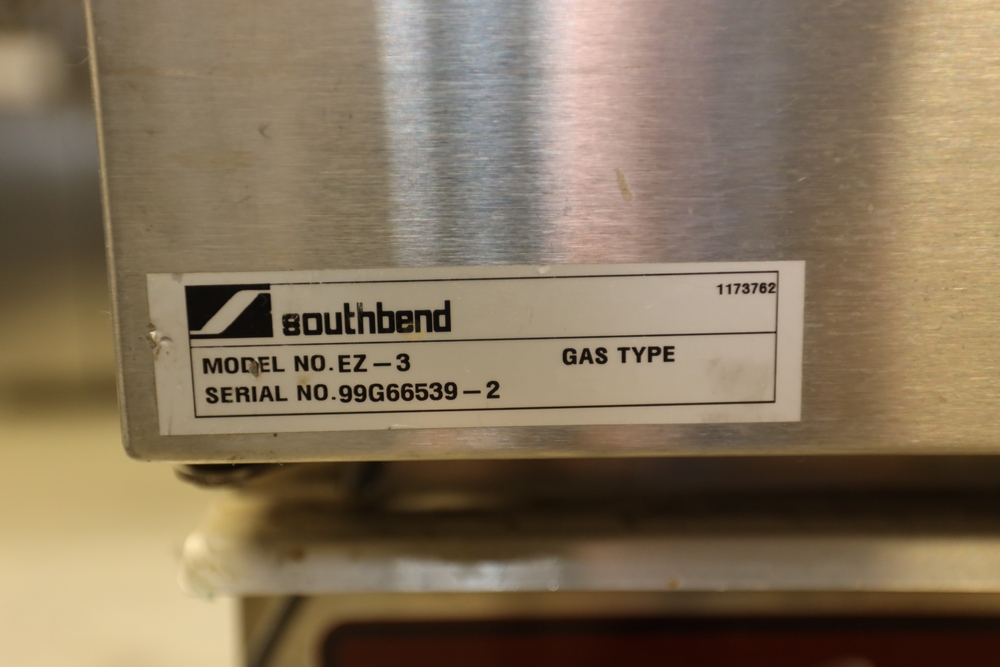 1173762
southbend
MODEL NO. EZ-3 GAS TYPE
SERIAL NO. 99G66539-2